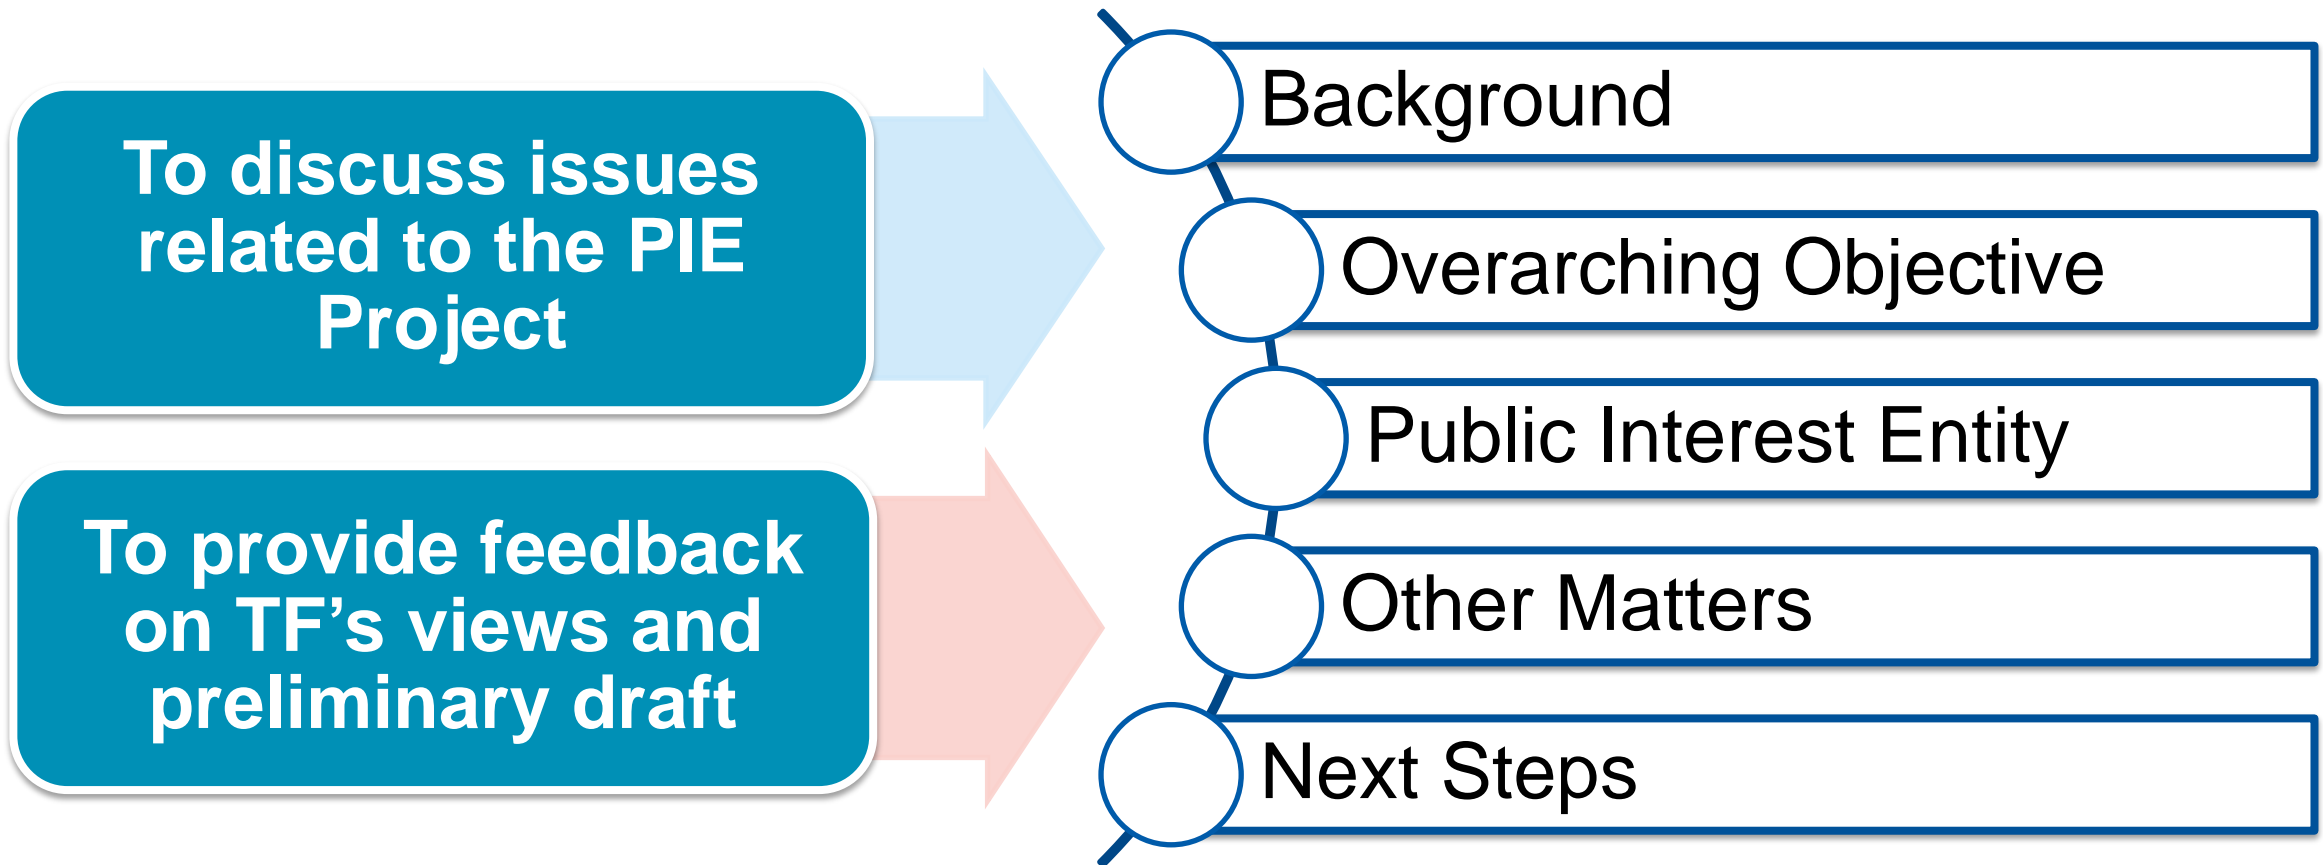 To discuss issues
related to the PIE
Project
To provide feedback
on TF’s views and
preliminary draft
Background
Overarching Objective
Public Interest Entity
Other Matters
Next Steps